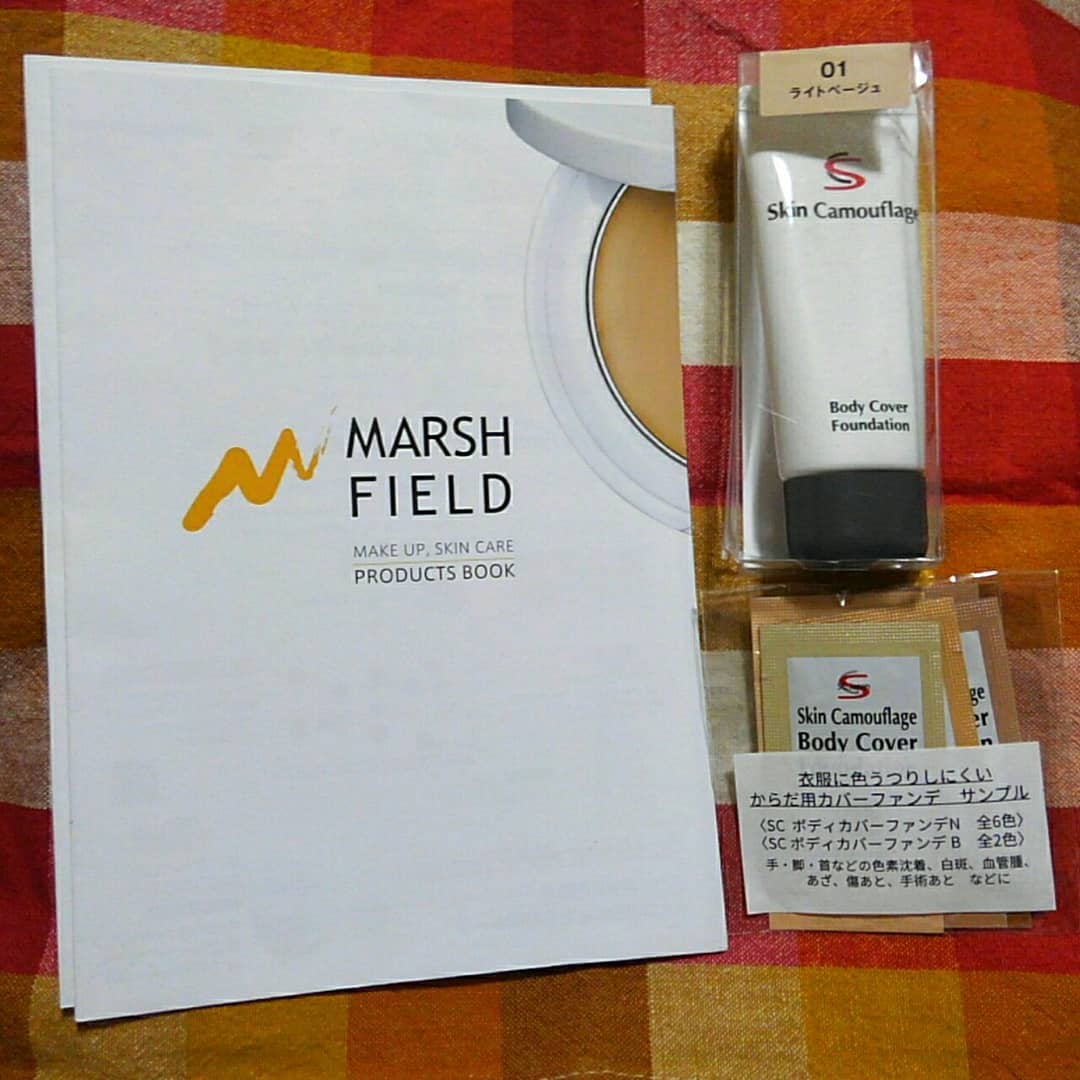 MARSH
FIELD
MAKE UP, SKIN CARE
PRODUCTS BOOK
01
ライトベージュ
S
Skin Camouflage
Body Cover
Foundation
S
Skin Camouflage
Body Cover
ge
er
n
衣服に色うつりしにくい
からだ用カバーファンデ サンプル
〈SC ボディカバーファンデN 全6色〉
〈SC ボディカバーファンデB 全2色〉
手・脚・首などの色素沈着、白斑、血管腫、
あざ、傷あと、手術あと などに